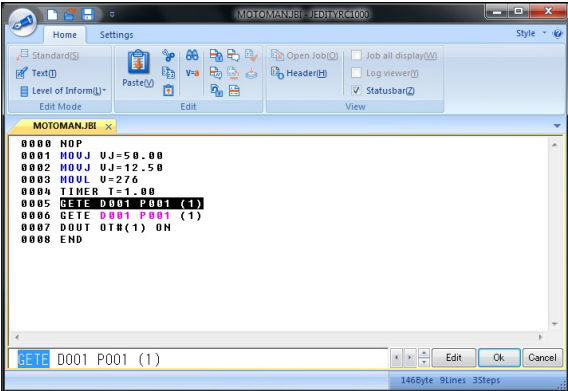 MOTOMAN.JBI - JEDITYRC1000
Home Settings Style
Standard(S)
Text(T)
Level of Inform(L)
Edit Mode
Paste(V)
V=a
Edit
Open Job(O)
Header(H)
Job all display(W)
Log viewer(Y)
Statusbar(Z)
View
MOTOMAN.JBI
0000 NOP
0001 MOVJ VJ=50.00
0002 MOVJ VJ=12.50
0003 MOVL V=276
0004 TIMER T=1.00
0005 GETE D001 P001 (1)
0006 GETE D001 P001 (1)
0007 DOUT OT#(1) ON
0008 END
GETE D001 P001 (1)
Edit Ok Cancel
146Byte 9Lines 3Steps